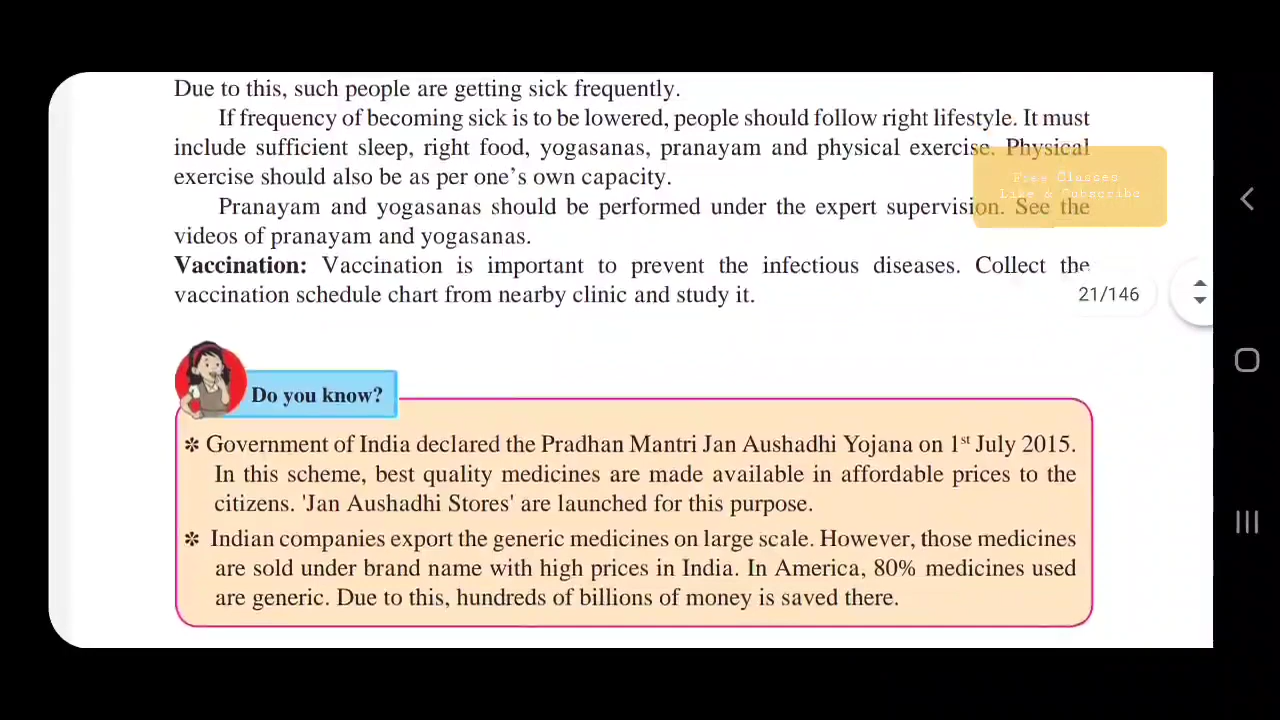 Due to this, such people are getting sick frequently.
If frequency of becoming sick is to be lowered, people should follow right lifestyle. It must
include sufficient sleep, right food, yogasanas, pranayam and physical exercise. Physical
exercise should also be as per one’s own capacity.
Free Classes
Like & Subscribe
Pranayam and yogasanas should be performed under the expert supervision. See the
videos of pranayam and yogasanas.
Vaccination: Vaccination is important to prevent the infectious diseases. Collect the
vaccination schedule chart from nearby clinic and study it.
21/146
Do you know?
✻ Government of India declared the Pradhan Mantri Jan Aushadhi Yojana on 1st July 2015.
In this scheme, best quality medicines are made available in affordable prices to the
citizens. 'Jan Aushadhi Stores' are launched for this purpose.
✻ Indian companies export the generic medicines on large scale. However, those medicines
are sold under brand name with high prices in India. In America, 80% medicines used
are generic. Due to this, hundreds of billions of money is saved there.